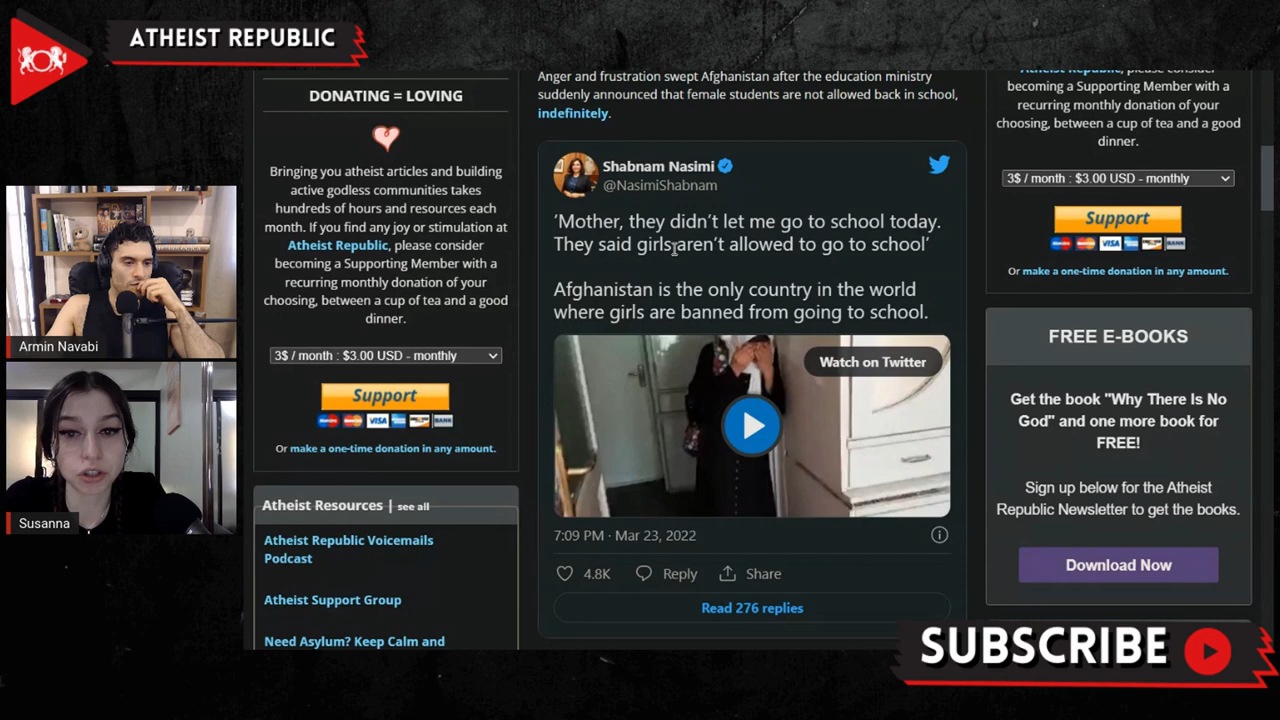 ATHEIST REPUBLIC
DONATING = LOVING
Bringing you atheist articles and building
active godless communities takes
hundreds of hours and resources each
month. If you find any joy or stimulation at
Atheist Republic, please consider
becoming a Supporting Member with a
recurring monthly donation of your
choosing, between a cup of tea and a good
dinner.
3$ / month : $3.00 USD - monthly
Support
VISA
BANK
Or make a one-time donation in any amount.
Atheist Resources | see all
Atheist Republic Voicemails
Podcast
Atheist Support Group
Need Asylum? Keep Calm and
Armin Navabi
Susanna
Anger and frustration swept Afghanistan after the education ministry
suddenly announced that female students are not allowed back in school,
indefinitely.
Shabnam Nasimi
@NasimiShabnam
‘Mother, they didn’t let me go to school today.
They said girls aren’t allowed to go to school’
Afghanistan is the only country in the world
where girls are banned from going to school.
Watch on Twitter
7:09 PM · Mar 23, 2022
4.8K Reply Share
Read 276 replies
Atheist Republic, please consider
becoming a Supporting Member with a
recurring monthly donation of your
choosing, between a cup of tea and a good
dinner.
3$ / month : $3.00 USD - monthly
Support
VISA
BANK
Or make a one-time donation in any amount.
FREE E-BOOKS
Get the book "Why There Is No
God" and one more book for
FREE!
Sign up below for the Atheist
Republic Newsletter to get the books.
Download Now
SUBSCRIBE